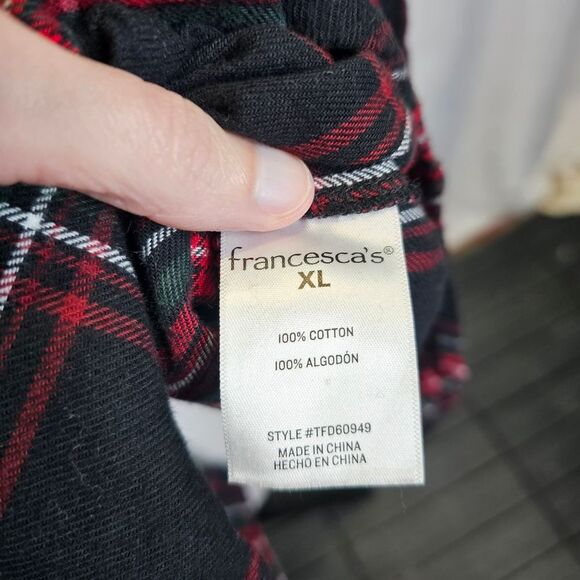 francesca's®
XL
100% COTTON
100% ALGODÓN
STYLE #TFD60949
MADE IN CHINA
HECHO EN CHINA